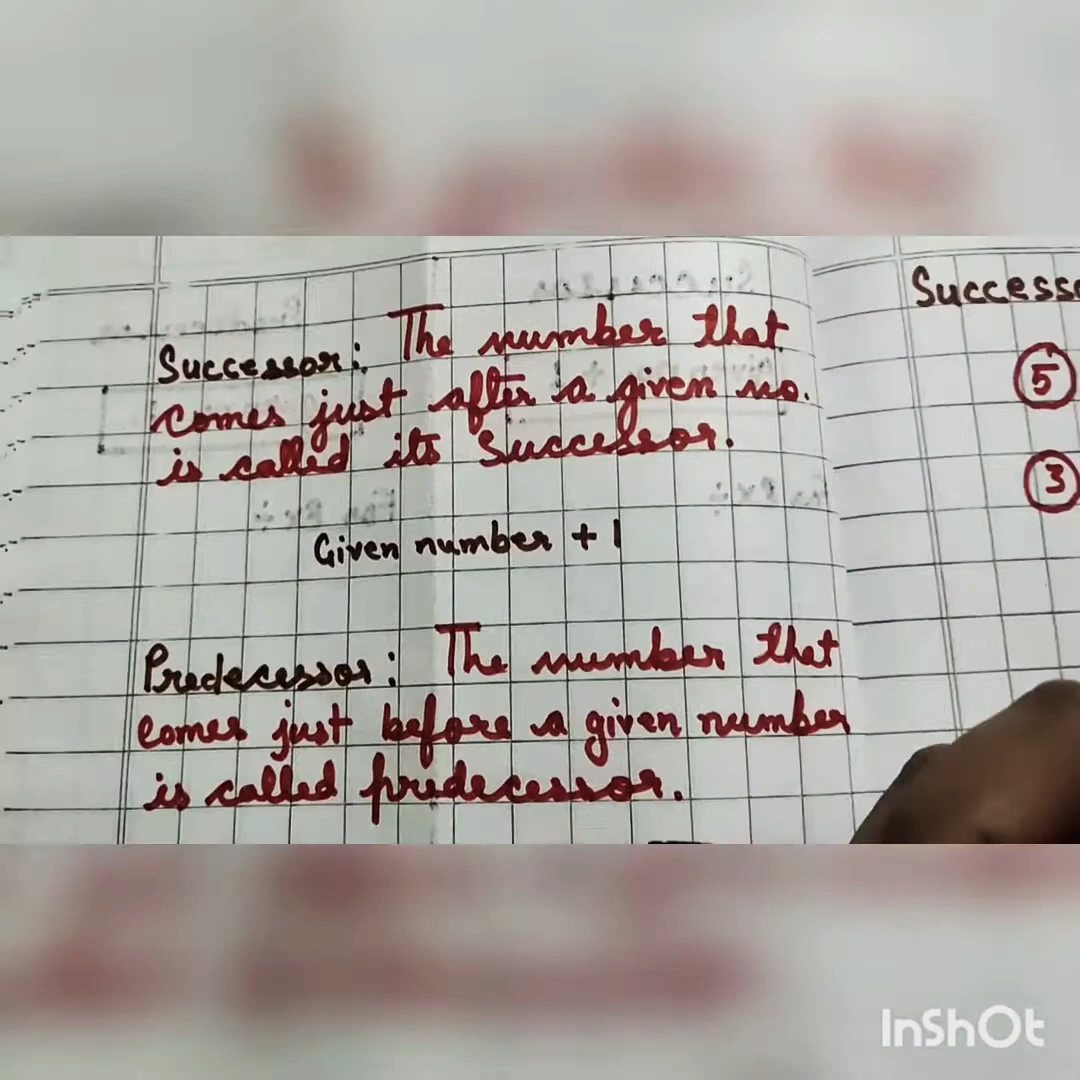 Successor: The number that
comes just after a given no.
is called its Successor.
Given number + 1
Predecessor: The number that
comes just before a given number
is called predecessor.
Successo
5
3
InShOt